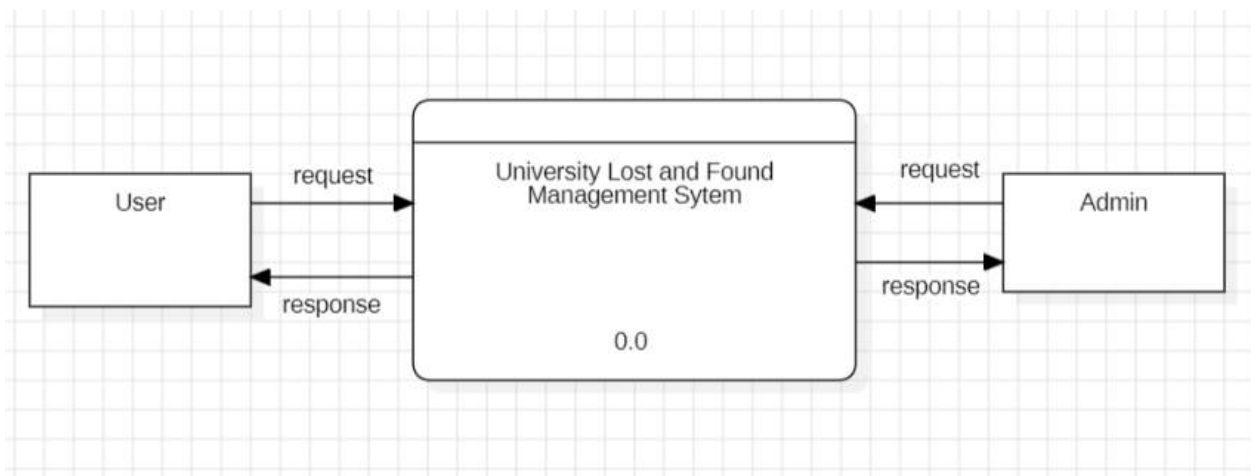 request
University Lost and Found
Management Sytem
request
User
Admin
response
response
0.0